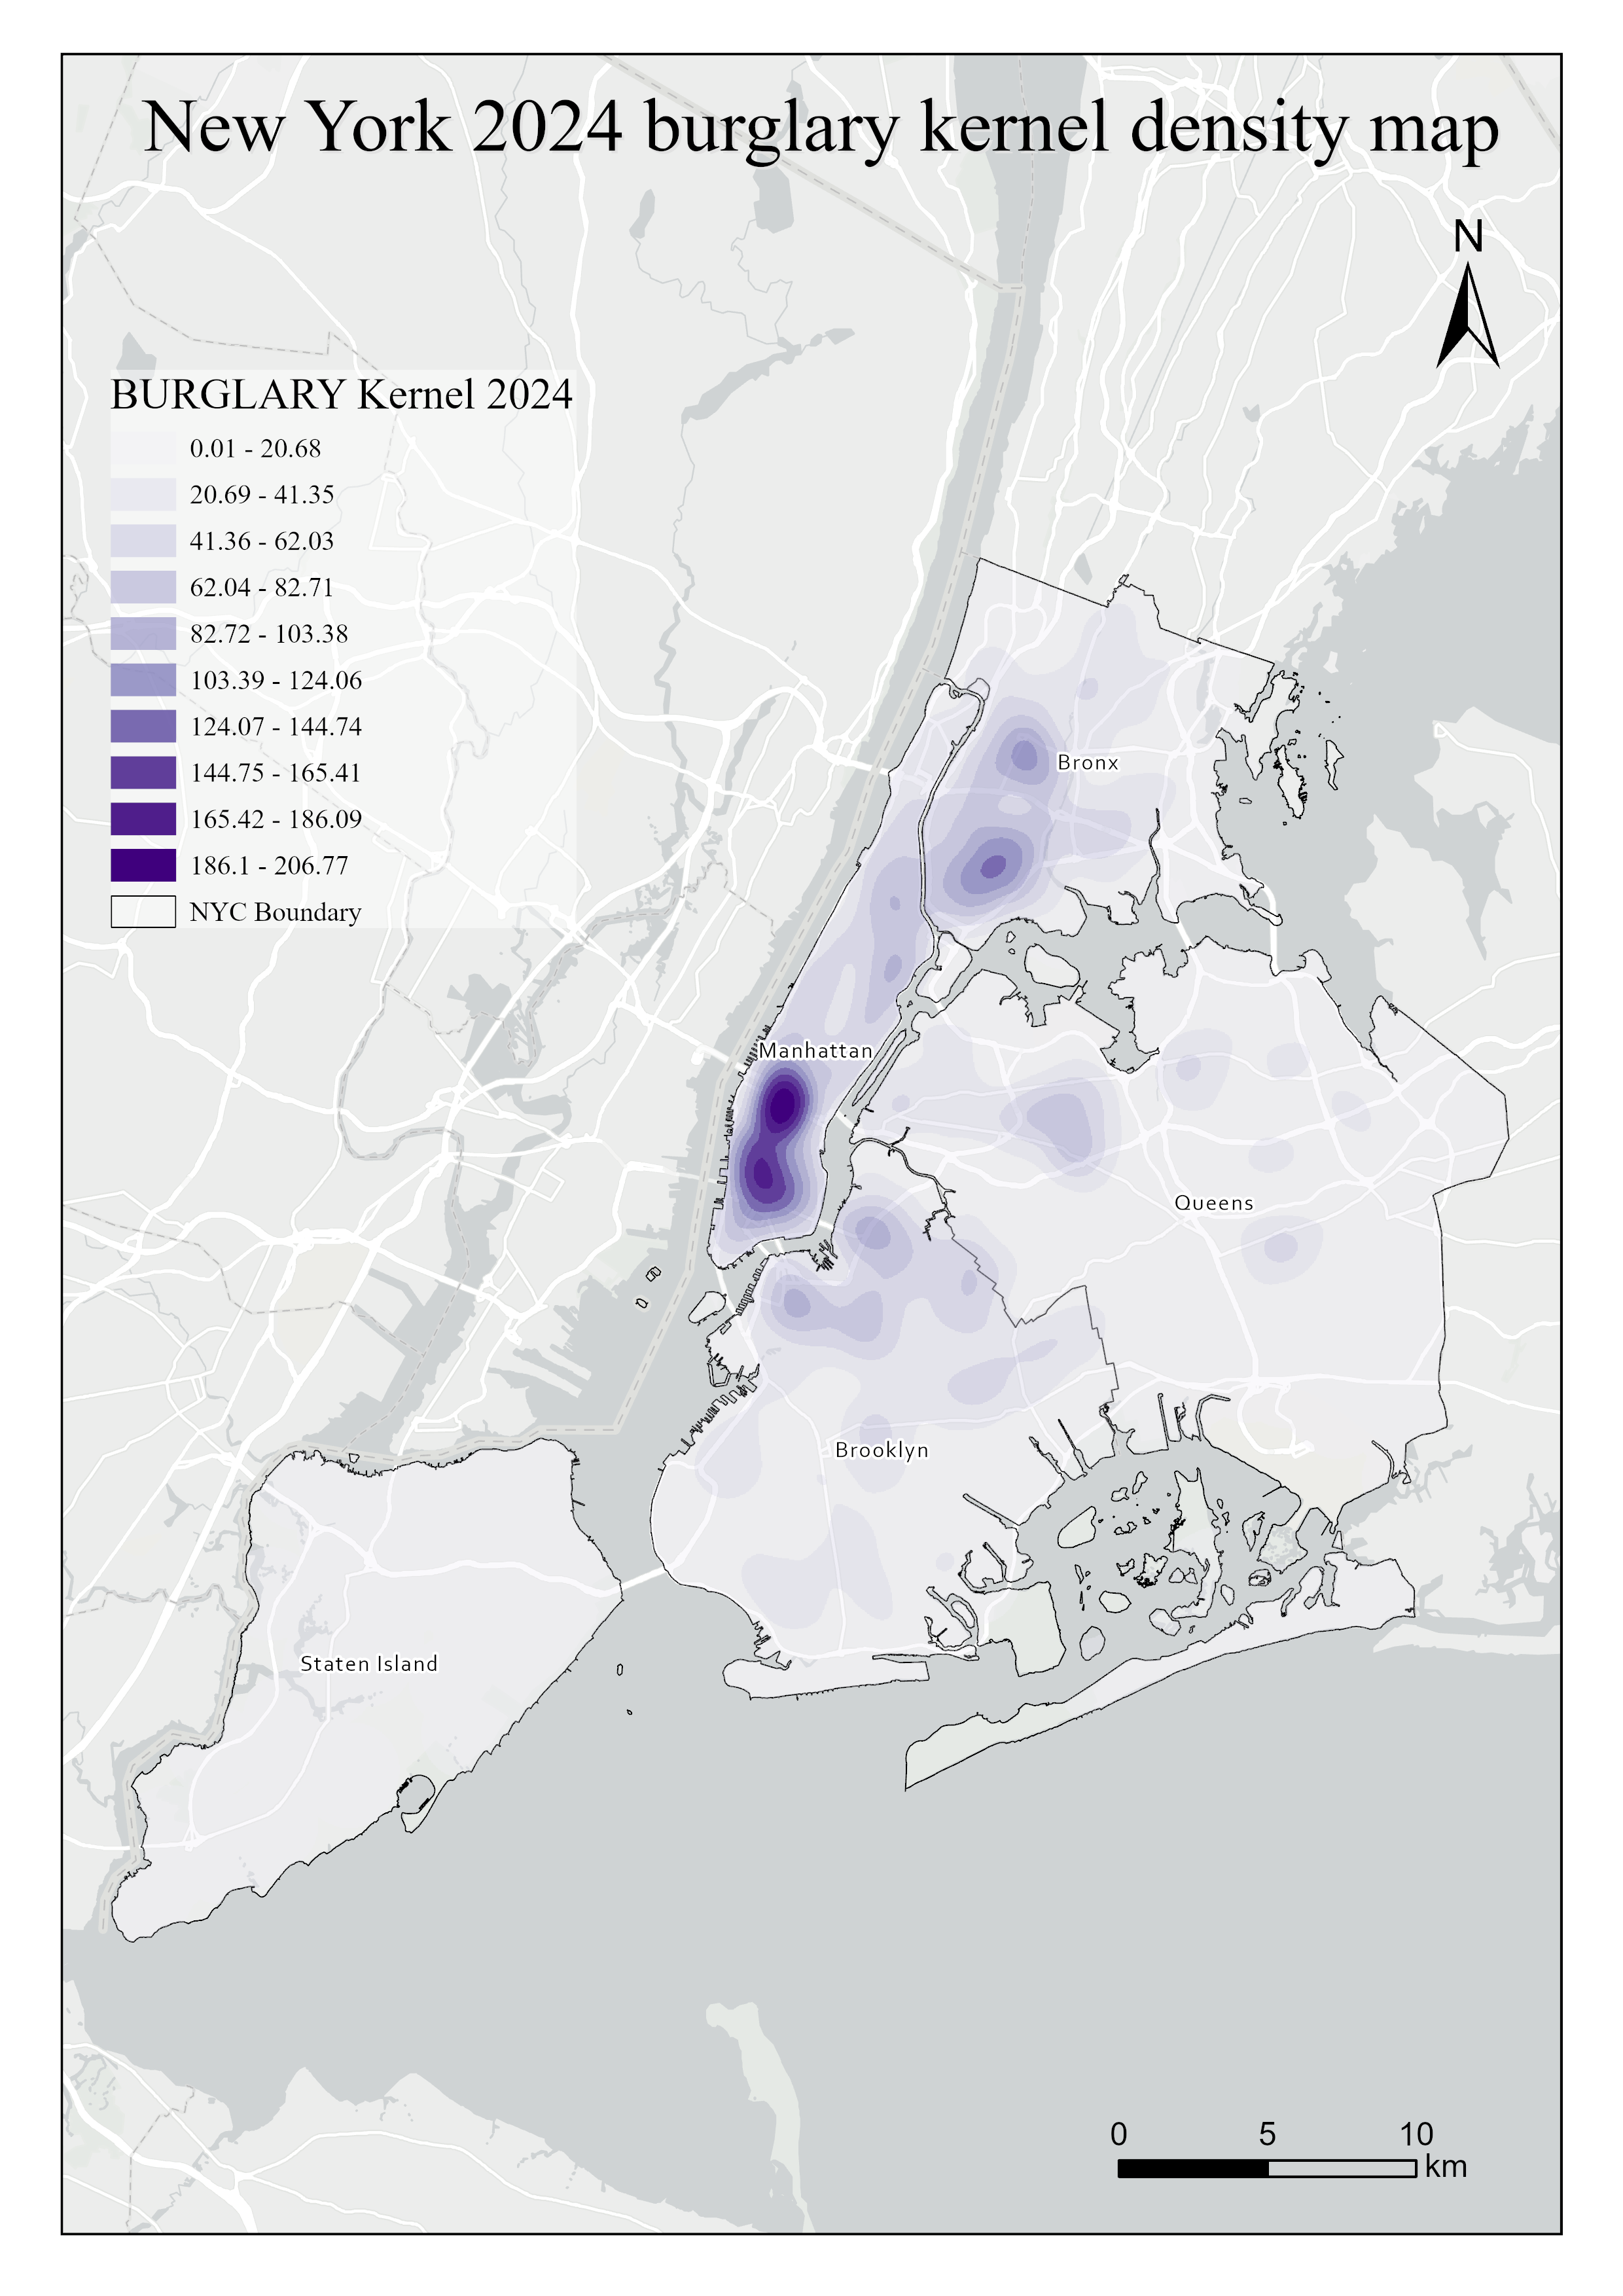 New York 2024 burglary kernel density map
N
BURGLARY Kernel 2024
0.01 - 20.68
20.69 - 41.35
41.36 - 62.03
62.04 - 82.71
82.72 - 103.38
103.39 - 124.06
124.07 - 144.74
144.75 - 165.41
165.42 - 186.09
186.1 - 206.77
NYC Boundary
Bronx
Manhattan
Queens
Brooklyn
Staten Island
0 5 10
km